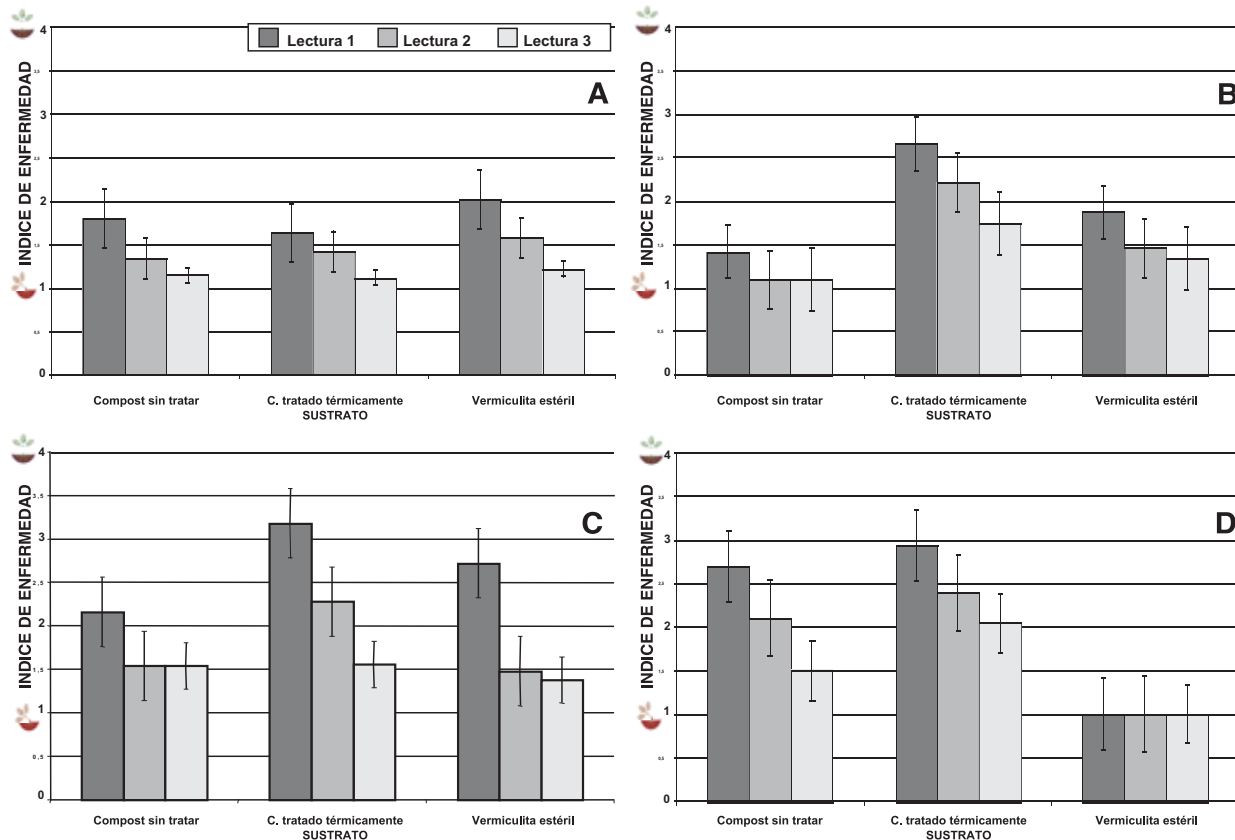 4
3,5
3
2,5
2
1,5
1
0,5
0
INDICE DE ENFERMEDAD
Lectura 1 Lectura 2 Lectura 3
A
Compost sin tratar C. tratado térmicamente Vermiculita estéril
SUSTRATO
4
3,5
3
2,5
2
1,5
1
0,5
0
INDICE DE ENFERMEDAD
B
Compost sin tratar C. tratado térmicamente Vermiculita estéril
SUSTRATO
4
3,5
3
2,5
2
1,5
1
0,5
0
INDICE DE ENFERMEDAD
C
Compost sin tratar C. tratado térmicamente Vermiculita estéril
SUSTRATO
4
3,5
3
2,5
2
1,5
1
0,5
0
INDICE DE ENFERMEDAD
D
Compost sin tratar C. tratado térmicamente Vermiculita estéril
SUSTRATO